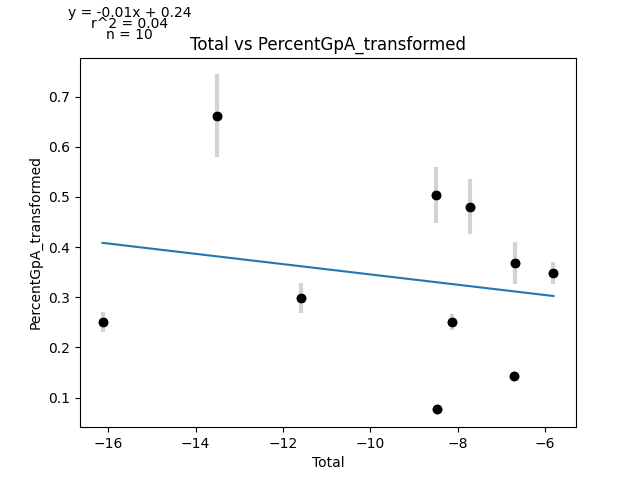 y = -0.01x + 0.24
r^2 = 0.04
n = 10
Total vs PercentGpA_transformed
PercentGpA_transformed
0.7
0.6
0.5
0.4
0.3
0.2
0.1
−16
−14
−12
−10
−8
−6
Total